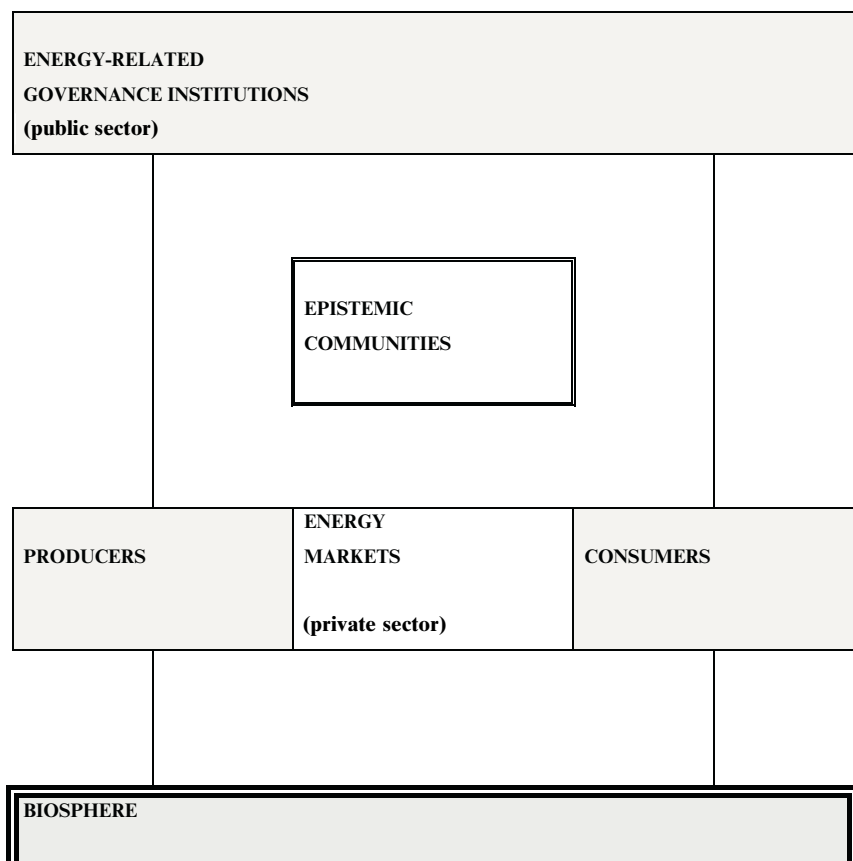 ENERGY-RELATED
GOVERNANCE INSTITUTIONS
(public sector)
EPISTEMIC
COMMUNITIES
PRODUCERS
ENERGY
MARKETS
(private sector)
CONSUMERS
BIOSPHERE